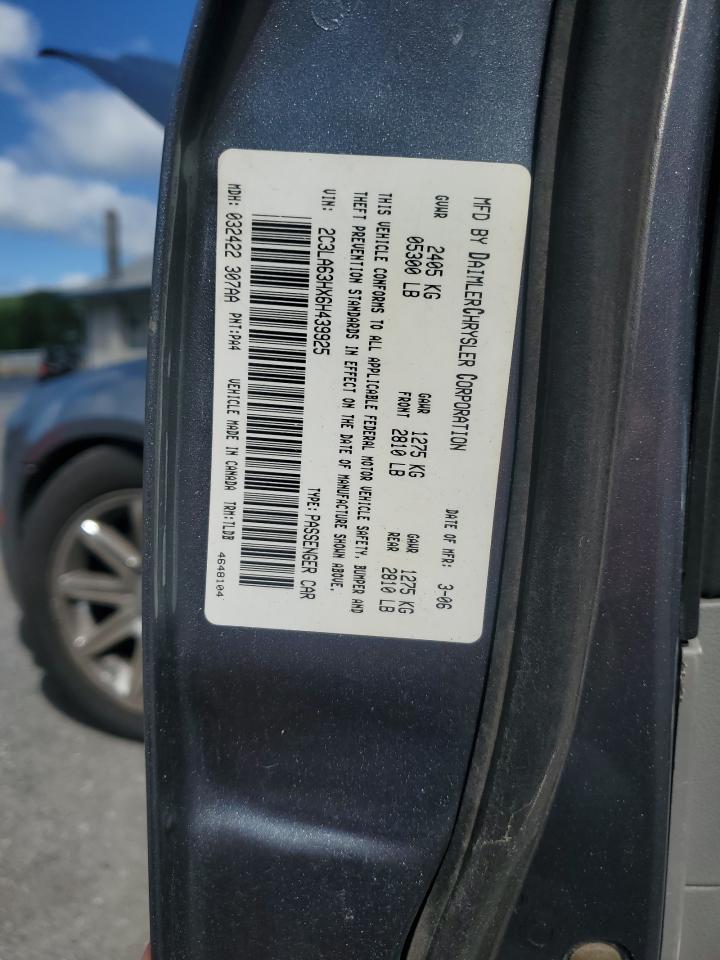 MFD BY DAIMLERCHRYSLER CORPORATION DATE OF MFR: 3-06
GVWR 2405 KG GAWR 1275 KG GAWR 1275 KG
05300 LB FRONT 2810 LB REAR 2810 LB
THIS VEHICLE CONFORMS TO ALL APPLICABLE FEDERAL MOTOR VEHICLE SAFETY, BUMPER AND
THEFT PREVENTION STANDARDS IN EFFECT ON THE DATE OF MANUFACTURE SHOWN ABOVE.
VIN: 2C3LA63HX6H439925 TYPE: PASSENGER CAR
MDH: 032422 307AA PNT:PA4 VEHICLE MADE IN CANADA TRM:TLDB 4648104